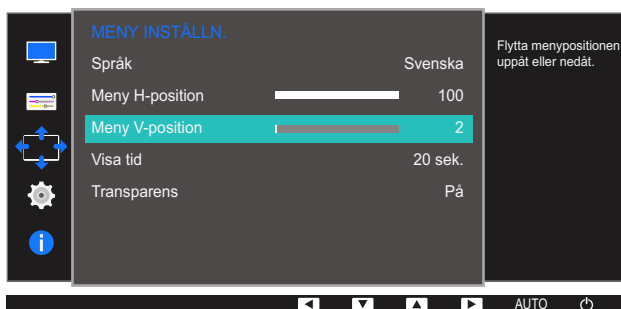 MENY INSTÄLLN.
Språk Svenska
Meny H-position 100
Meny V-position 2
Visa tid 20 sek.
Transparens På
Flytta menypositionen
uppåt eller nedåt.
AUTO